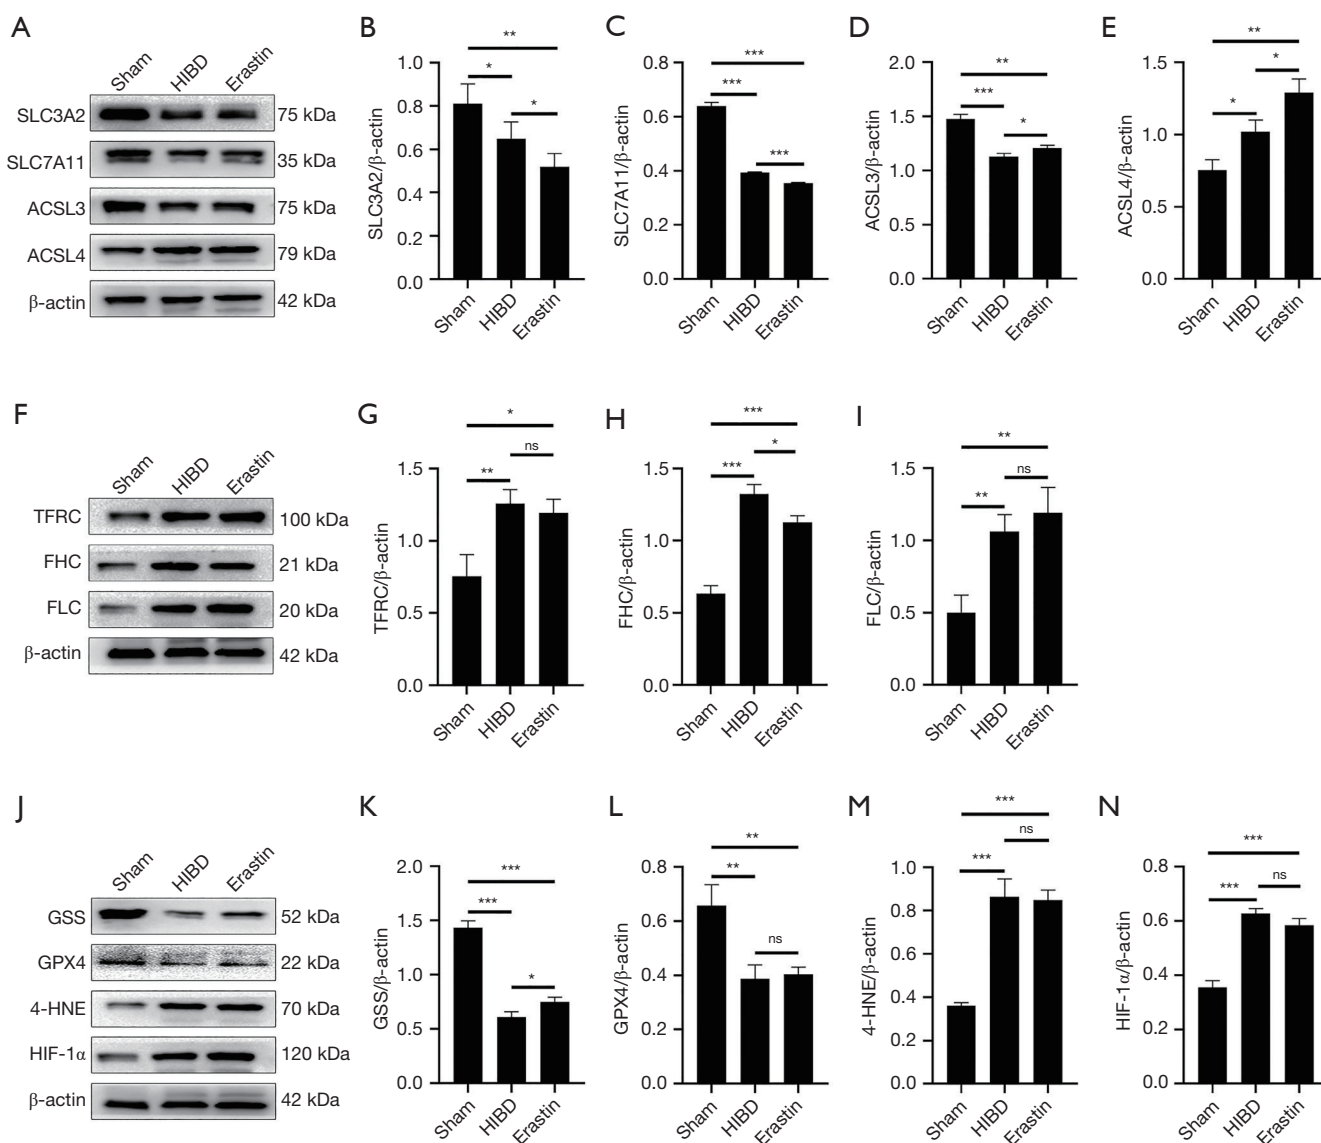 A
Sham HIBD Erastin
SLC3A2 75 kDa
SLC7A11 35 kDa
ACSL3 75 kDa
ACSL4 79 kDa
β-actin 42 kDa
B
**
*
*
SLC3A2/β-actin
1.0
0.8
0.6
0.4
0.2
0.0
Sham HIBD Erastin
C
***
***
***
SLC7A11/β-actin
0.8
0.6
0.4
0.2
0.0
Sham HIBD Erastin
D
**
***
*
ACSL3/β-actin
2.0
1.5
1.0
0.5
0.0
Sham HIBD Erastin
E
**
*
*
ACSL4/β-actin
1.5
1.0
0.5
0.0
Sham HIBD Erastin
F
Sham HIBD Erastin
TFRC 100 kDa
FHC 21 kDa
FLC 20 kDa
β-actin 42 kDa
G
*
ns
**
TFRC/β-actin
1.5
1.0
0.5
0.0
Sham HIBD Erastin
H
***
*
***
FHC/β-actin
1.5
1.0
0.5
0.0
Sham HIBD Erastin
I
**
ns
**
FLC/β-actin
1.5
1.0
0.5
0.0
Sham HIBD Erastin
J
Sham HIBD Erastin
GSS 52 kDa
GPX4 22 kDa
4-HNE 70 kDa
HIF-1α 120 kDa
β-actin 42 kDa
K
***
***
*
GSS/β-actin
2.0
1.5
1.0
0.5
0.0
Sham HIBD Erastin
L
**
**
ns
GPX4/β-actin
0.8
0.6
0.4
0.2
0.0
Sham HIBD Erastin
M
***
ns
***
4-HNE/β-actin
1.0
0.8
0.6
0.4
0.2
0.0
Sham HIBD Erastin
N
***
ns
***
HIF-1α/β-actin
0.8
0.6
0.4
0.2
0.0
Sham HIBD Erastin